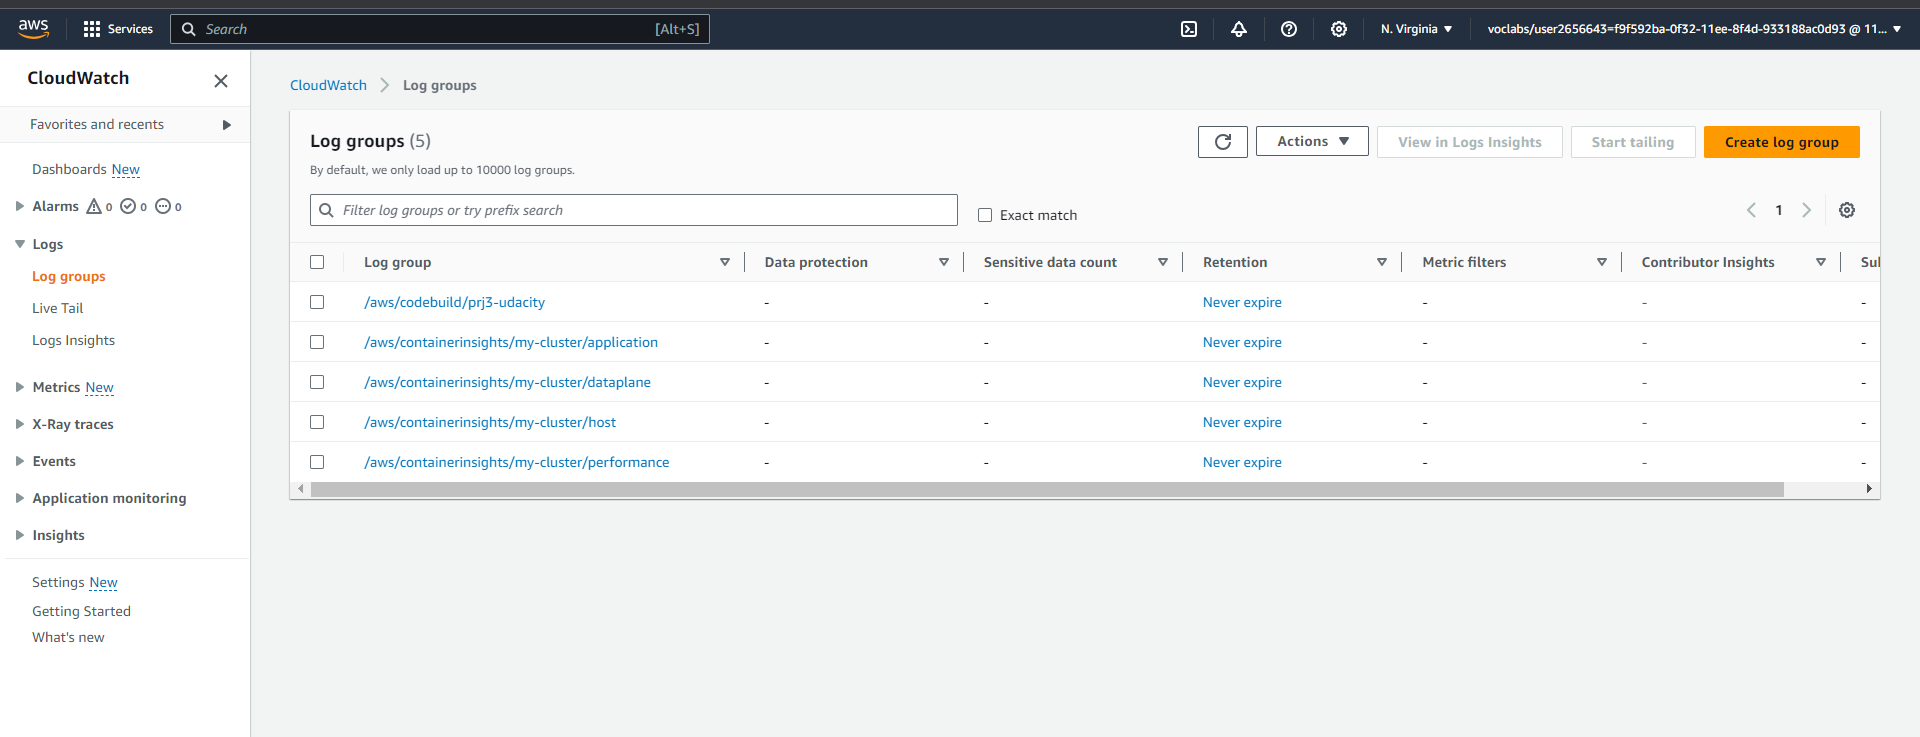 aws Services Search [Alt+S] N. Virginia voclabs/user2656643=f9f592ba-0f32-11ee-8f4d-933188ac0d93 @ 11...
CloudWatch
Favorites and recents
Dashboards New
Alarms 0 0 0
Logs
Log groups
Live Tail
Logs Insights
Metrics New
X-Ray traces
Events
Application monitoring
Insights
Settings New
Getting Started
What's new
CloudWatch Log groups
Log groups (5) Actions View in Logs Insights Start tailing Create log group
By default, we only load up to 10000 log groups.
Filter log groups or try prefix search Exact match 1
Log group Data protection Sensitive data count Retention Metric filters Contributor Insights
/aws/codebuild/prj3-udacity - - Never expire - - -
/aws/containerinsights/my-cluster/application - - Never expire - - -
/aws/containerinsights/my-cluster/dataplane - - Never expire - - -
/aws/containerinsights/my-cluster/host - - Never expire - - -
/aws/containerinsights/my-cluster/performance - - Never expire - - -